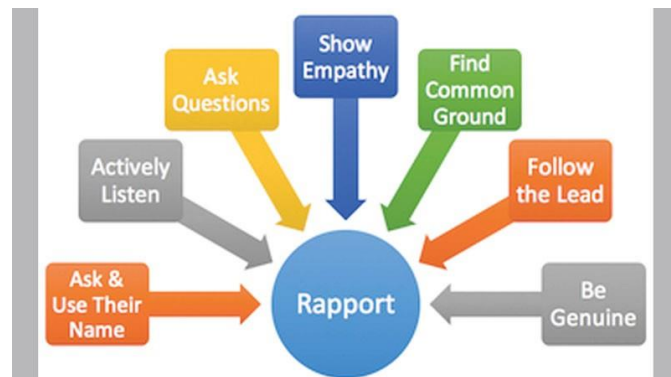 Show
Empathy
Ask
Questions
Find
Common
Ground
Actively
Listen
Follow
the Lead
Ask &
Use Their
Name
Rapport
Be
Genuine